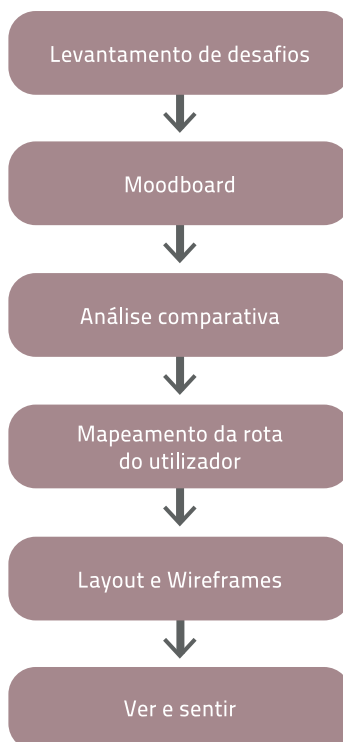 Levantamento de desafios
Moodboard
Análise comparativa
Mapeamento da rota
do utilizador
Layout e Wireframes
Ver e sentir